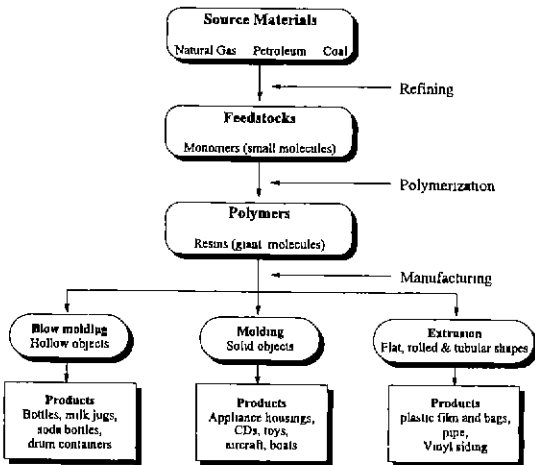 Source Materials
Natural Gas Petroleum Coal
Refining
Feedstocks
Monomers (small molecules)
Polymerization
Polymers
Resins (giant molecules)
Manufacturing
Blow molding
Hollow objects
Molding
Solid objects
Extrusion
Flat, rolled & tubular shapes
Products
Bottles, milk jugs,
soda bottles,
drum containers
Products
Appliance housings,
CDs, toys,
aircraft, boats
Products
plastic film and bags,
pipe,
Vinyl siding